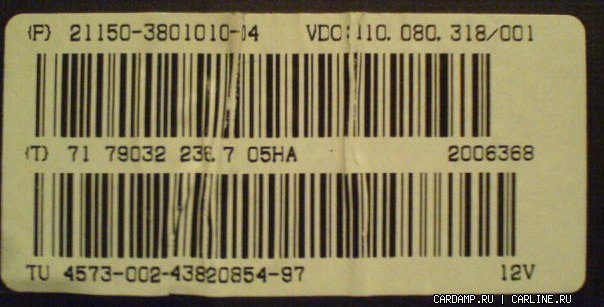 (P) 21150-3801010-04 VDO:110.080.318/001
(T) 71 79032 236.7 05HA 2006368
TU 4573-002-43820854-97 12V
CARDAMP.RU | CARLINE.RU